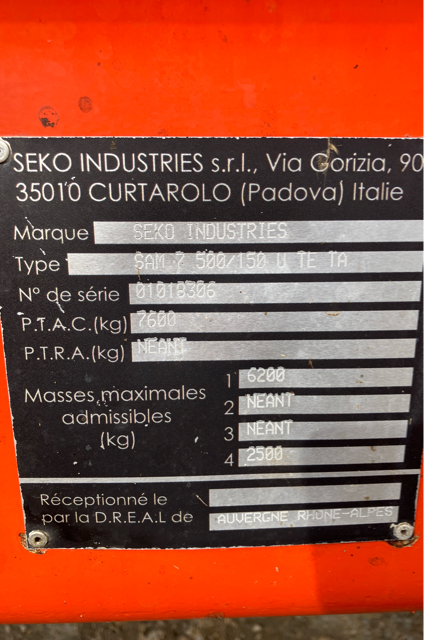 SEKO INDUSTRIES s.r.l., Via Gorizia, 90
35010 CURTAROLO (Padova) Italie
Marque SEKO INDUSTRIES
Type SAM 7 500/150 U TE TA
N° de série 01018306
P.T.A.C.(kg) 7600
P.T.R.A.(kg) NEANT
Masses maximales admissibles (kg)
1 6200
2 NEANT
3 NEANT
4 2500
Réceptionné le
par la D.R.E.A.L de AUVERGNE RHONE-ALPES